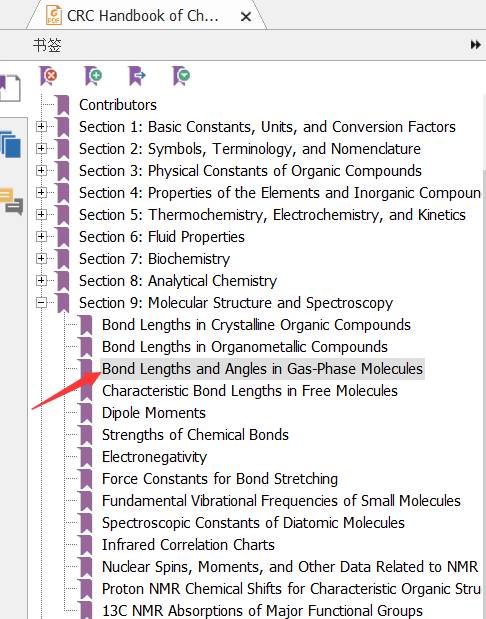 CRC Handbook of Ch...
书签
Contributors
Section 1: Basic Constants, Units, and Conversion Factors
Section 2: Symbols, Terminology, and Nomenclature
Section 3: Physical Constants of Organic Compounds
Section 4: Properties of the Elements and Inorganic Compoun
Section 5: Thermochemistry, Electrochemistry, and Kinetics
Section 6: Fluid Properties
Section 7: Biochemistry
Section 8: Analytical Chemistry
Section 9: Molecular Structure and Spectroscopy
Bond Lengths in Crystalline Organic Compounds
Bond Lengths in Organometallic Compounds
Bond Lengths and Angles in Gas-Phase Molecules
Characteristic Bond Lengths in Free Molecules
Dipole Moments
Strengths of Chemical Bonds
Electronegativity
Force Constants for Bond Stretching
Fundamental Vibrational Frequencies of Small Molecules
Spectroscopic Constants of Diatomic Molecules
Infrared Correlation Charts
Nuclear Spins, Moments, and Other Data Related to NMR
Proton NMR Chemical Shifts for Characteristic Organic Stru
13C NMR Absorptions of Major Functional Groups